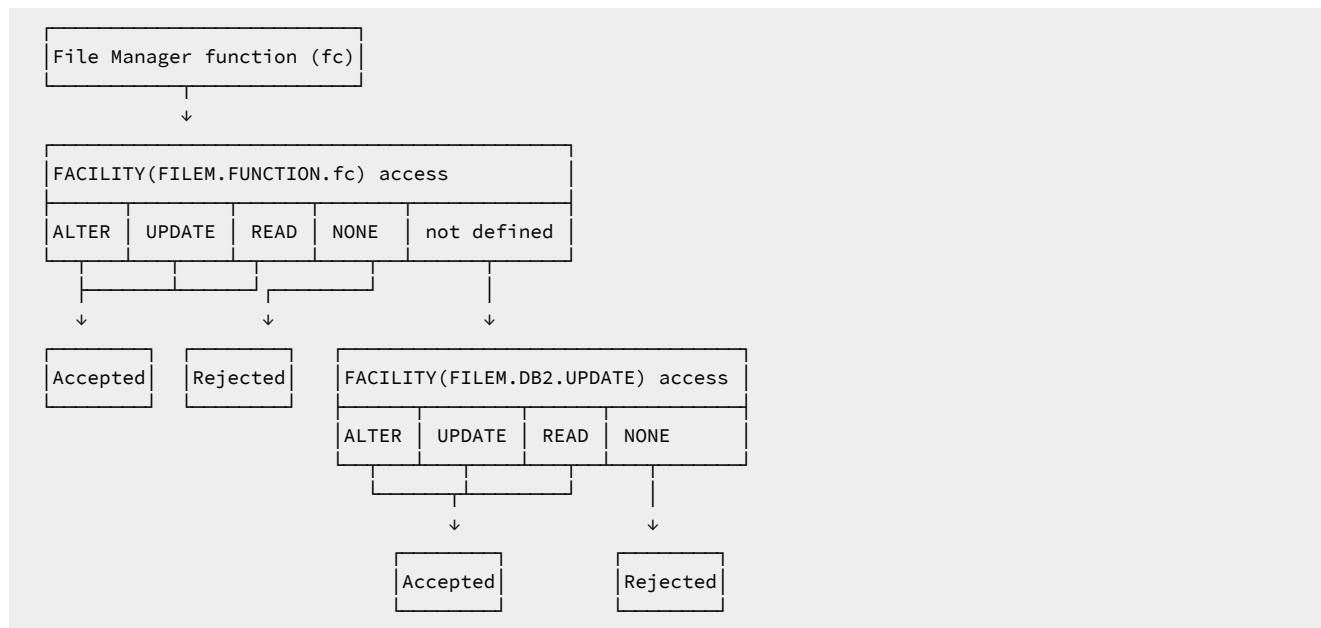 File Manager function (fc)
FACILITY(FILEM.FUNCTION.fc) access
ALTER UPDATE READ NONE not defined
Accepted Rejected FACILITY(FILEM.DB2.UPDATE) access
ALTER UPDATE READ NONE
Accepted Rejected